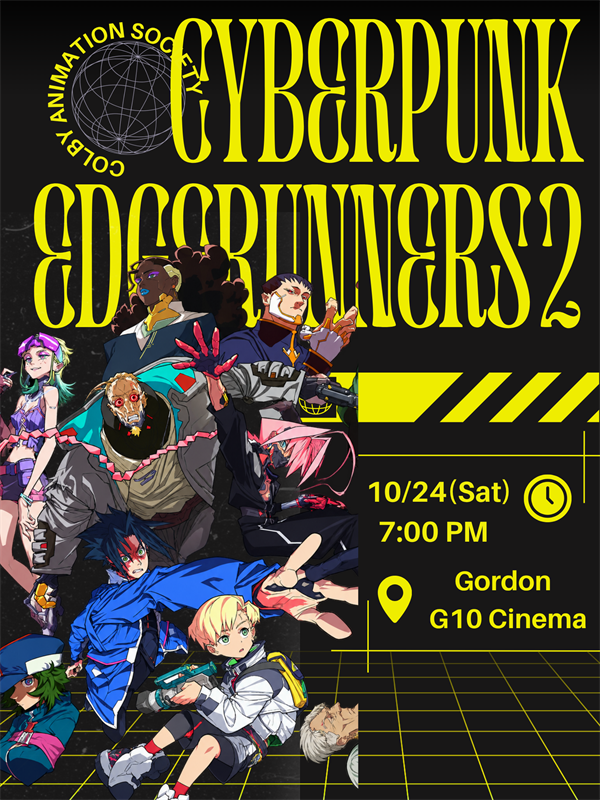 COLBY ANIMATION SOCIETY
CYBERPUNK
EDGERUNNERS 2
10/24(Sat)
7:00 PM
Gordon
G10 Cinema